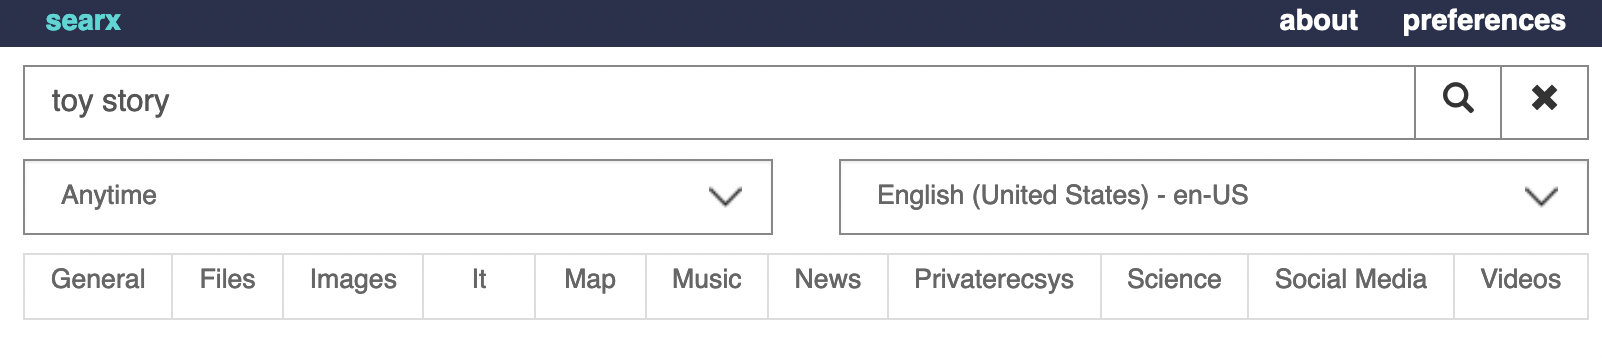 searx about preferences
toy story
Anytime English (United States) - en-US
General Files Images It Map Music News Privaterecsys Science Social Media Videos